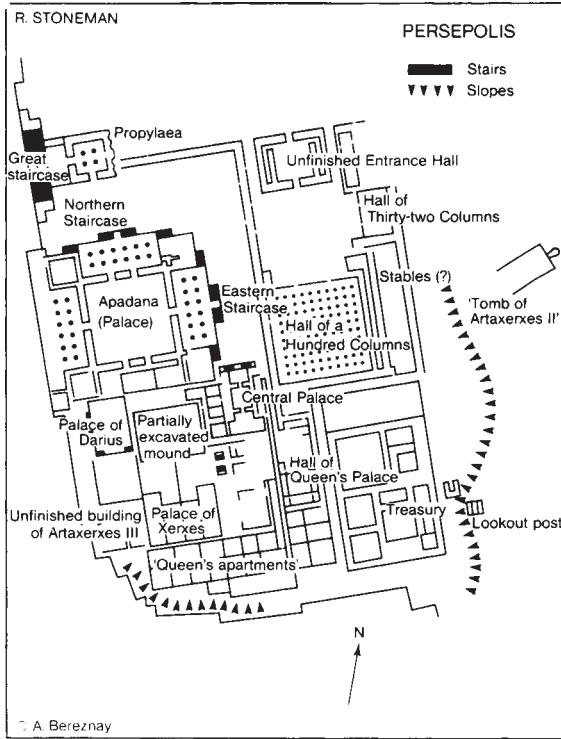 R. STONEMAN
PERSEPOLIS
Stairs
Slopes
Propylaea
Great
staircase
Unfinished Entrance Hall
Northern
Staircase
Hall of
Thirty-two Columns
Stables (?)
'Tomb of
Artaxerxes II'
Eastern
Staircase
Apadana
(Palace)
Hall of a
Hundred Columns
Central Palace
Palace of
Darius
Partially
excavated
mound
Hall of
Queen's Palace
Unfinished building
of Artaxerxes III
Palace of
Xerxes
Treasury
Lookout post
'Queen's apartments'
N
© A. Bereznay